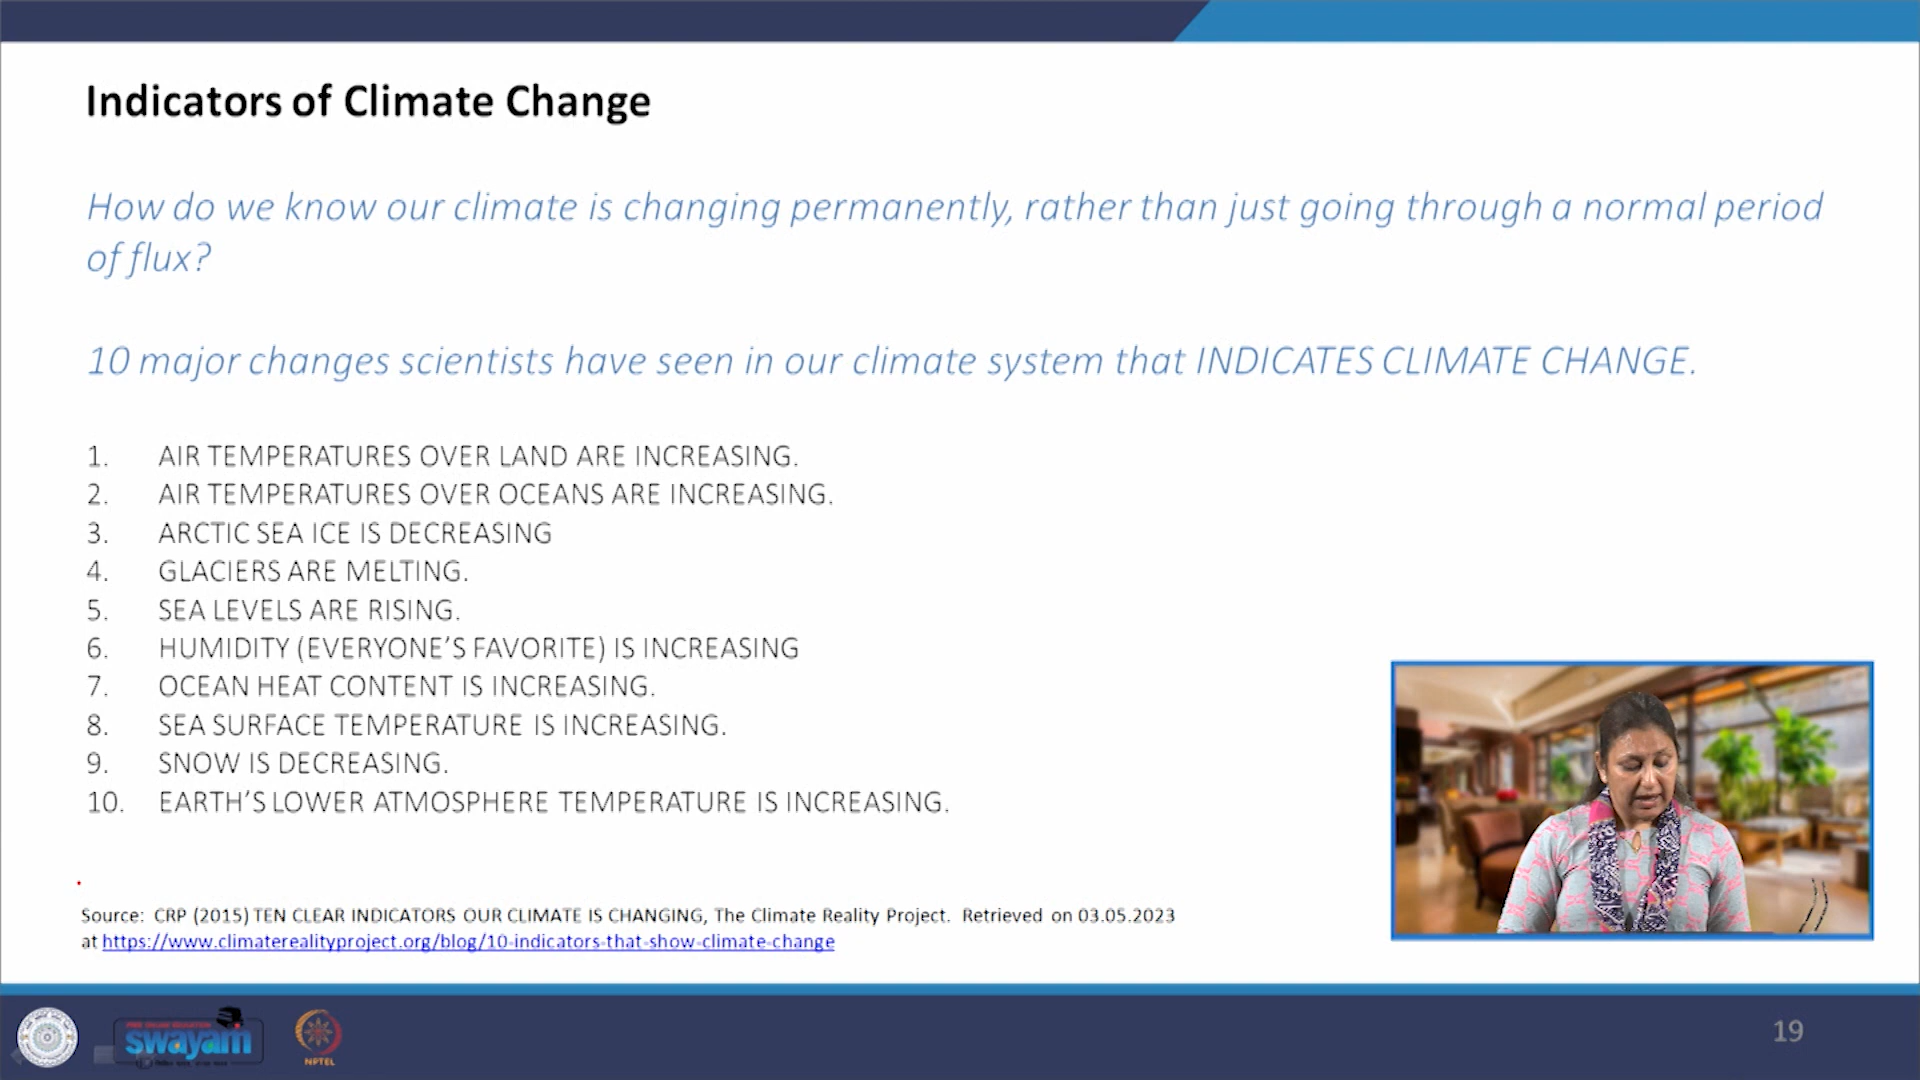 Indicators of Climate Change
How do we know our climate is changing permanently, rather than just going through a normal period
of flux?
10 major changes scientists have seen in our climate system that INDICATES CLIMATE CHANGE.
1. AIR TEMPERATURES OVER LAND ARE INCREASING.
2. AIR TEMPERATURES OVER OCEANS ARE INCREASING.
3. ARCTIC SEA ICE IS DECREASING
4. GLACIERS ARE MELTING.
5. SEA LEVELS ARE RISING.
6. HUMIDITY (EVERYONE’S FAVORITE) IS INCREASING
7. OCEAN HEAT CONTENT IS INCREASING.
8. SEA SURFACE TEMPERATURE IS INCREASING.
9. SNOW IS DECREASING.
10. EARTH’S LOWER ATMOSPHERE TEMPERATURE IS INCREASING.
Source: CRP (2015) TEN CLEAR INDICATORS OUR CLIMATE IS CHANGING, The Climate Reality Project. Retrieved on 03.05.2023
at https://www.climaterealityproject.org/blog/10-indicators-that-show-climate-change
swayam
NPTEL
19